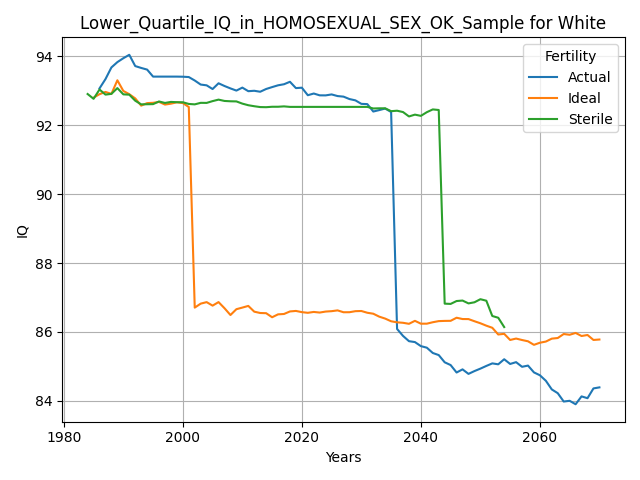 Lower_Quartile_IQ_in_HOMOSEXUAL_SEX_OK_Sample for White
Fertility
Actual
Ideal
Sterile
IQ
94
92
90
88
86
84
1980
2000
2020
2040
2060
Years